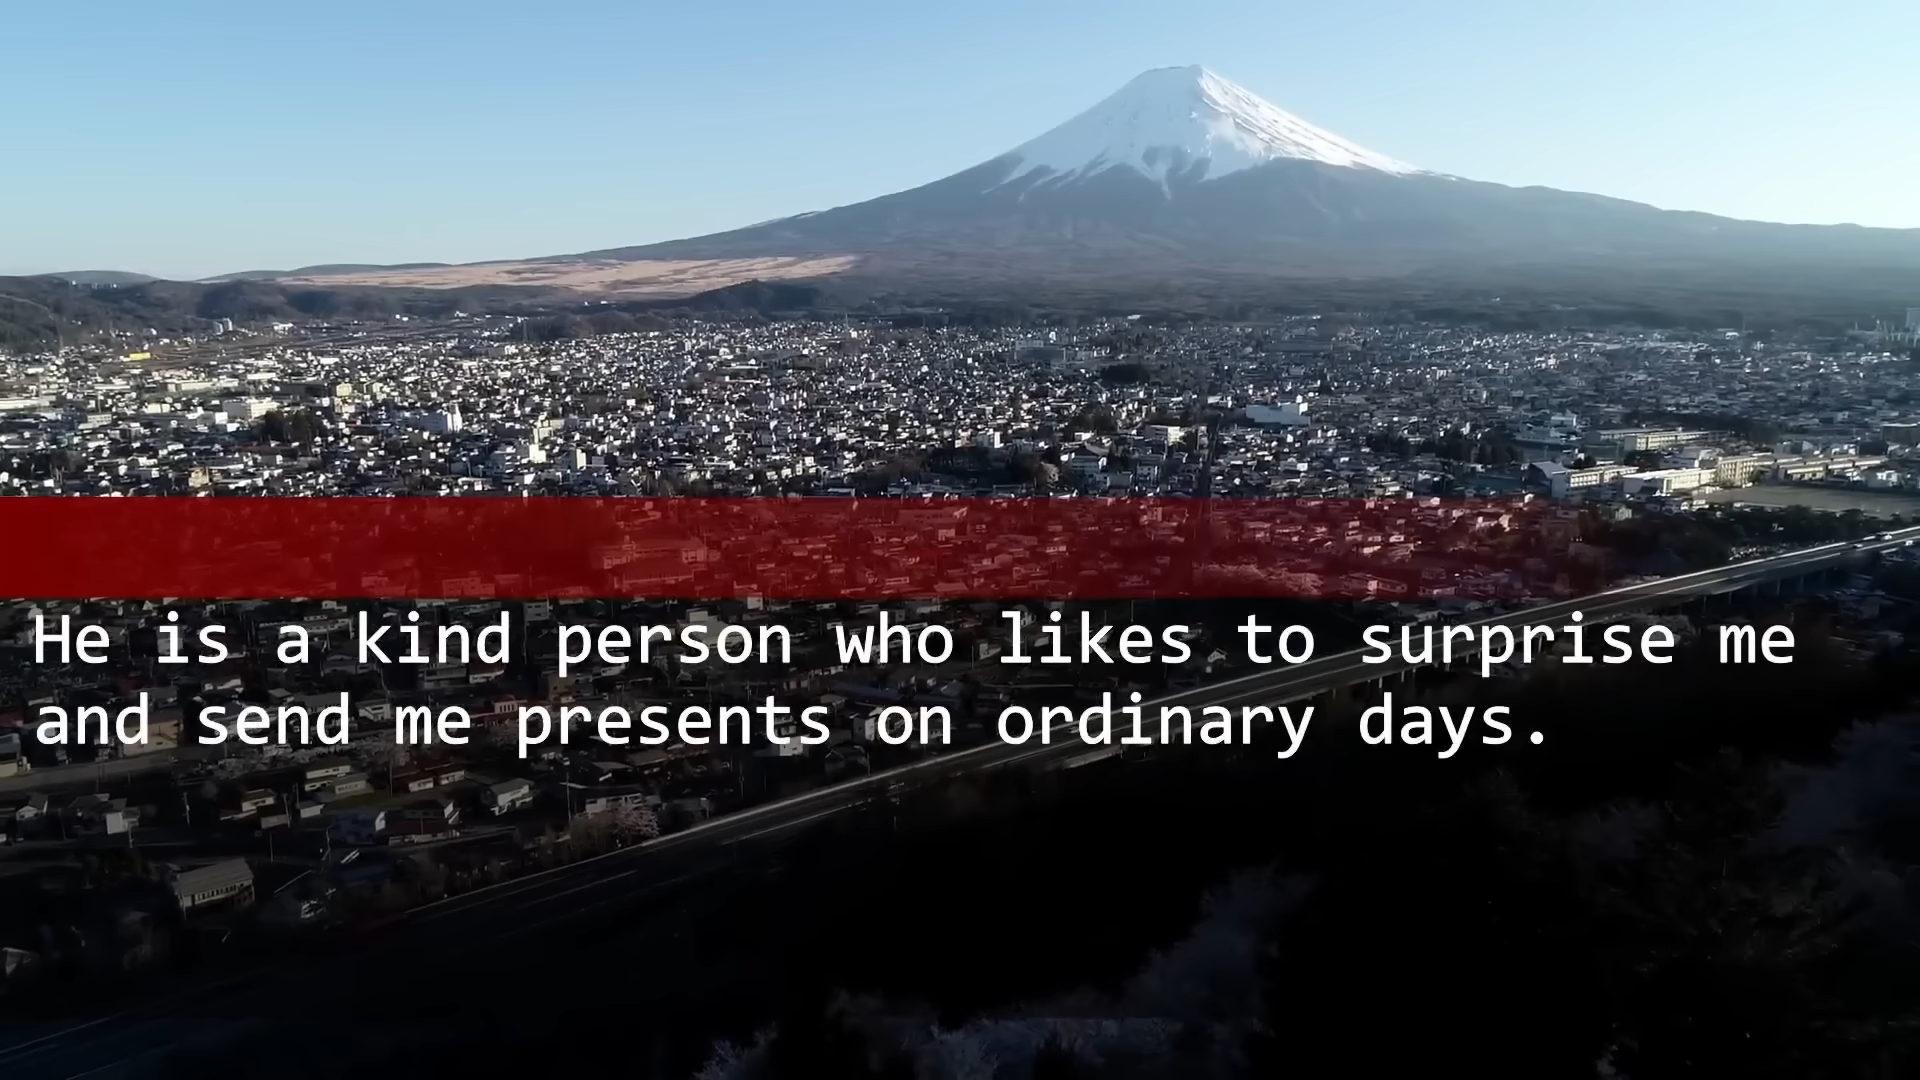 He is a kind person who likes to surprise me
and send me presents on ordinary days.